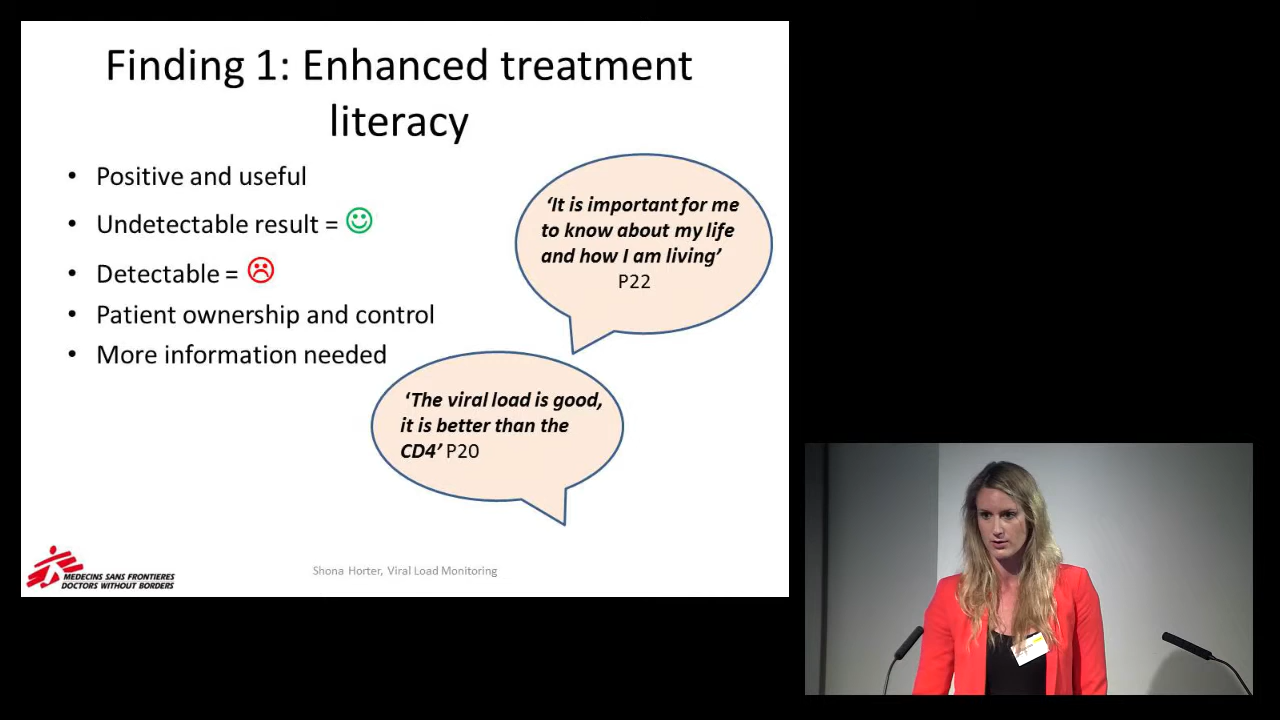 Finding 1: Enhanced treatment
literacy
• Positive and useful
• Undetectable result =
• Detectable =
• Patient ownership and control
• More information needed
‘It is important for me
to know about my life
and how I am living’
P22
‘The viral load is good,
it is better than the
CD4’ P20
MEDECINS SANS FRONTIERES
DOCTORS WITHOUT BORDERS
Shona Horter, Viral Load Monitoring